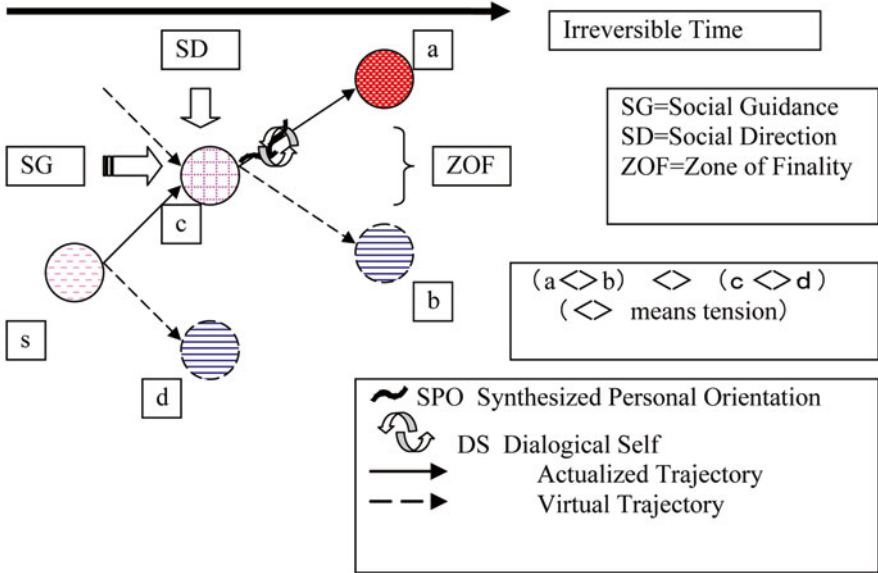 Irreversible Time
SD
a
SG=Social Guidance
SD=Social Direction
ZOF=Zone of Finality
SG
ZOF
c
b
s
d
(a<>b) <> (c<>d)
(<> means tension)
SPO Synthesized Personal Orientation
DS Dialogical Self
Actualized Trajectory
Virtual Trajectory